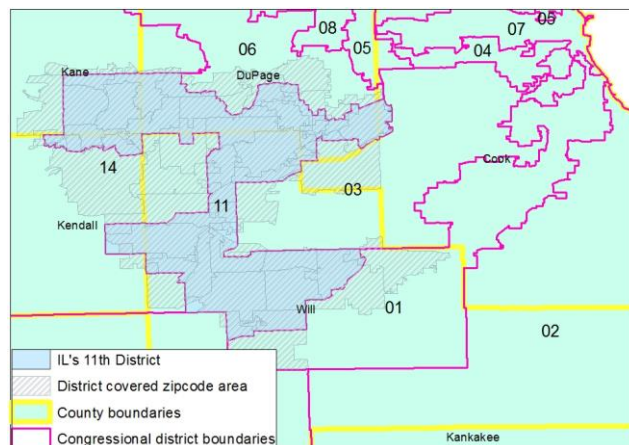 05
07
08
06
05
04
DuPage
Kane
Cook
14
03
11
Kendall
01
Will
02
IL's 11th District
District covered zipcode area
County boundaries
Congressional district boundaries
Kankakee